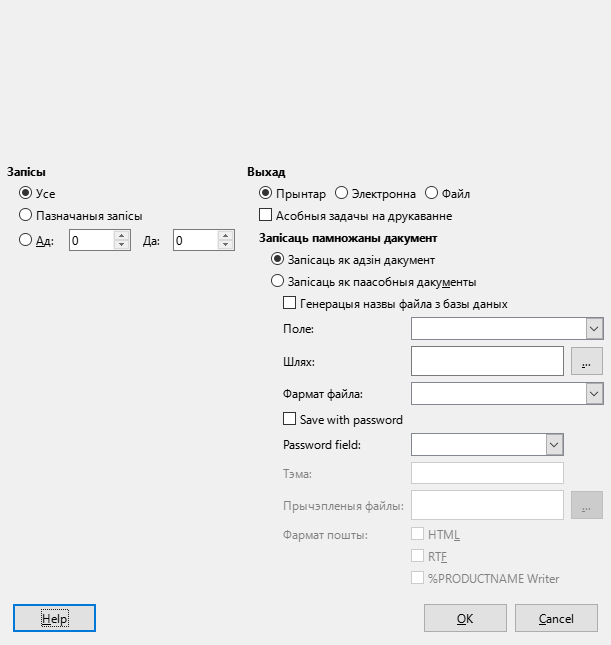 Запісы
Усе
Пазначаныя запісы
Ад: 0 Да: 0
Выхад
Прынтар Электронна Файл
Асобныя задачы на друкаванне
Запісаць памножаны дакумент
Запісаць як адзін дакумент
Запісаць як паасобныя дакументы
Генерацыя назвы файла з базы даных
Поле:
Шлях: ...
Фармат файла:
Save with password
Password field:
Тэма:
Прычэпленыя файлы: ...
Фармат пошты: HTML
RTF
%PRODUCTNAME Writer
Help OK Cancel